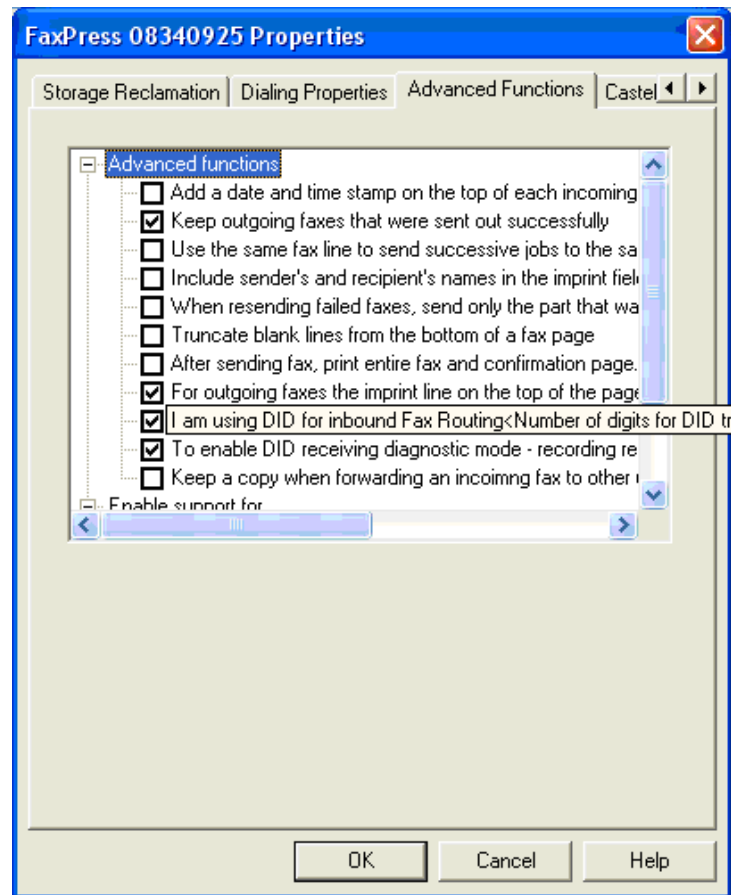 FaxPress 08340925 Properties
Storage Reclamation Dialing Properties Advanced Functions Castel
Advanced functions
Add a date and time stamp on the top of each incoming
Keep outgoing faxes that were sent out successfully
Use the same fax line to send successive jobs to the sa
Include sender's and recipient's names in the imprint fiel
When resending failed faxes, send only the part that wa
Truncate blank lines from the bottom of a fax page
After sending fax, print entire fax and confirmation page.
For outgoing faxes the imprint line on the top of the page
I am using DID for inbound Fax Routing<Number of digits for DID tr
To enable DID receiving diagnostic mode - recording re
Keep a copy when forwarding an incoimng fax to other
Enable support for
OK Cancel Help